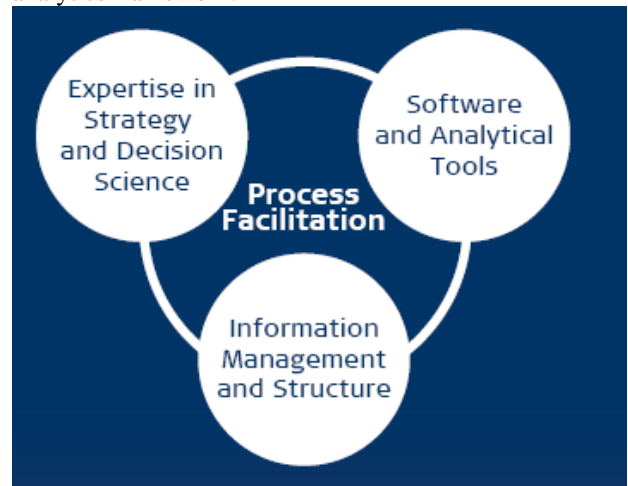 Expertise in
Strategy
and Decision
Science
Software
and Analytical
Tools
Process
Facilitation
Information
Management
and Structure